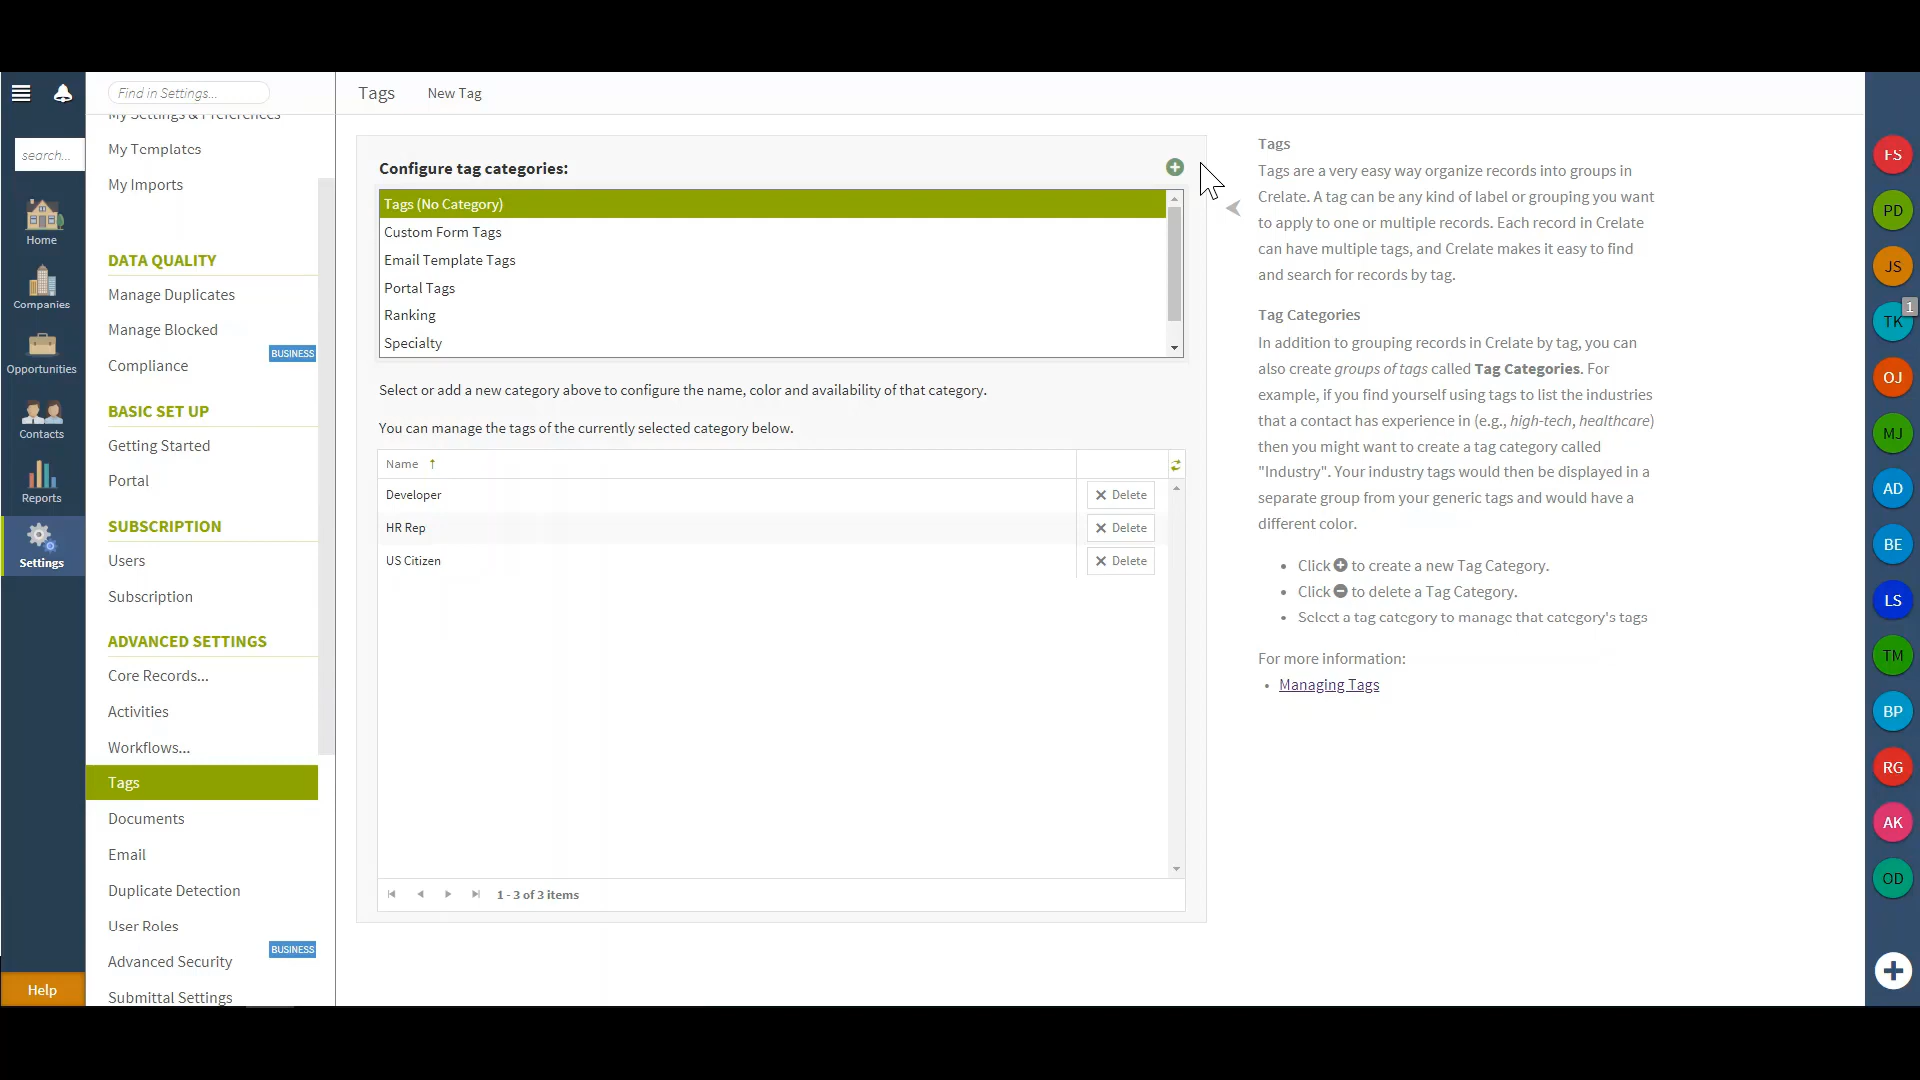 Find in Settings...
My Settings & Preferences
My Templates
My Imports
DATA QUALITY
Manage Duplicates
Manage Blocked
BUSINESS
Compliance
BASIC SET UP
Getting Started
Portal
SUBSCRIPTION
Users
Subscription
ADVANCED SETTINGS
Core Records...
Activities
Workflows...
Tags
Documents
Email
Duplicate Detection
User Roles
BUSINESS
Advanced Security
Submittal Settings
search...
Home
Companies
Opportunities
Contacts
Reports
Settings
Help
Tags
New Tag
Configure tag categories:
Tags (No Category)
Custom Form Tags
Email Template Tags
Portal Tags
Ranking
Specialty
Select or add a new category above to configure the name, color and availability of that category.
You can manage the tags of the currently selected category below.
Name
Developer
Delete
HR Rep
Delete
US Citizen
Delete
1 - 3 of 3 items
Tags
Tags are a very easy way organize records into groups in
Crelate. A tag can be any kind of label or grouping you want
to apply to one or multiple records. Each record in Crelate
can have multiple tags, and Crelate makes it easy to find
and search for records by tag.
Tag Categories
In addition to grouping records in Crelate by tag, you can
also create groups of tags called Tag Categories. For
example, if you find yourself using tags to list the industries
that a contact has experience in (e.g., high-tech, healthcare)
then you might want to create a tag category called
"Industry". Your industry tags would then be displayed in a
separate group from your generic tags and would have a
different color.
• Click to create a new Tag Category.
• Click to delete a Tag Category.
• Select a tag category to manage that category's tags
For more information:
• Managing Tags
FS
PD
JS
1
TK
OJ
MJ
AD
BE
LS
TM
BP
RG
AK
OD